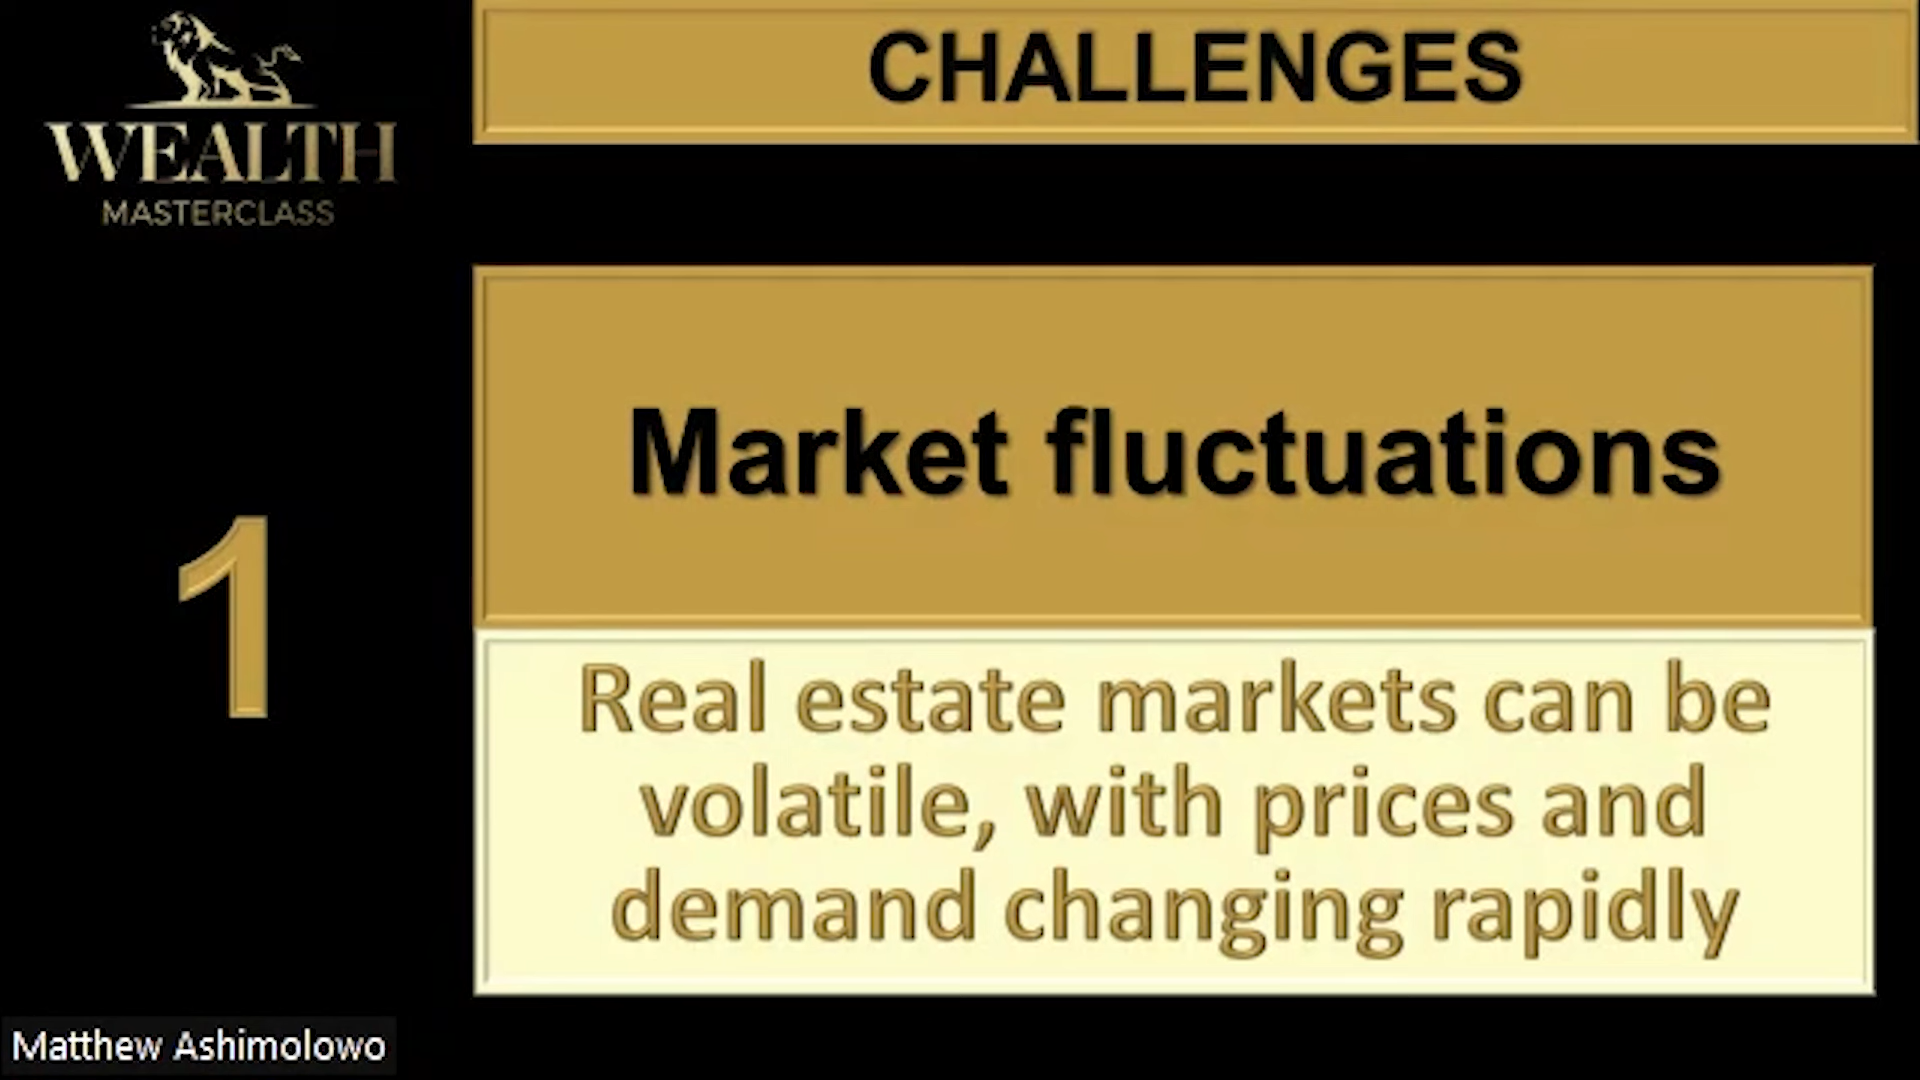 WEALTH
MASTERCLASS
CHALLENGES
1
Market fluctuations
Real estate markets can be
volatile, with prices and
demand changing rapidly
Matthew Ashimolowo